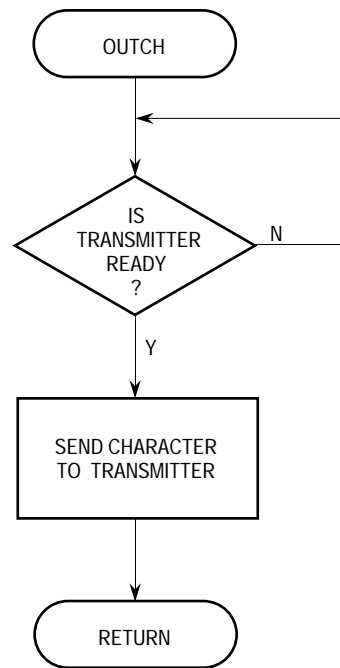 OUTCH
IS
TRANSMITTER
READY
?
N
Y
SEND CHARACTER
TO TRANSMITTER
RETURN